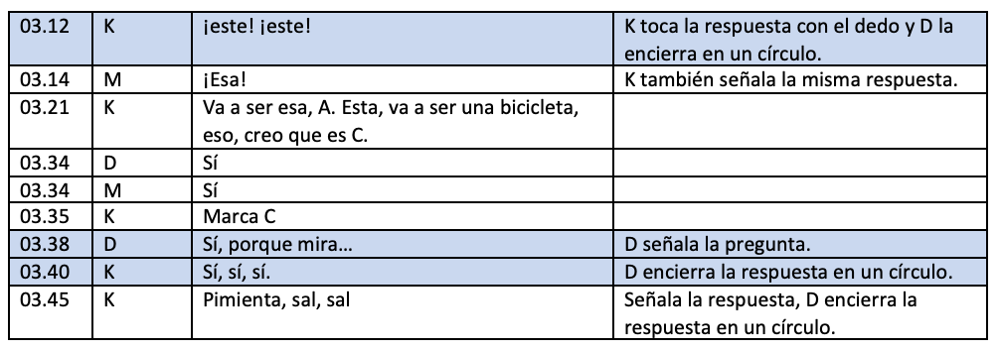 03.12 K ¡este! ¡este! K toca la respuesta con el dedo y D la
encierra en un círculo.
03.14 M ¡Esa! K también señala la misma respuesta.
03.21 K Va a ser esa, A. Esta, va a ser una bicicleta,
eso, creo que es C.
03.34 D Sí
03.34 M Sí
03.35 K Marca C
03.38 D Sí, porque mira... D señala la pregunta.
03.40 K Sí, sí, sí. D encierra la respuesta en un círculo.
03.45 K Pimienta, sal, sal Señala la respuesta, D encierra la
respuesta en un círculo.